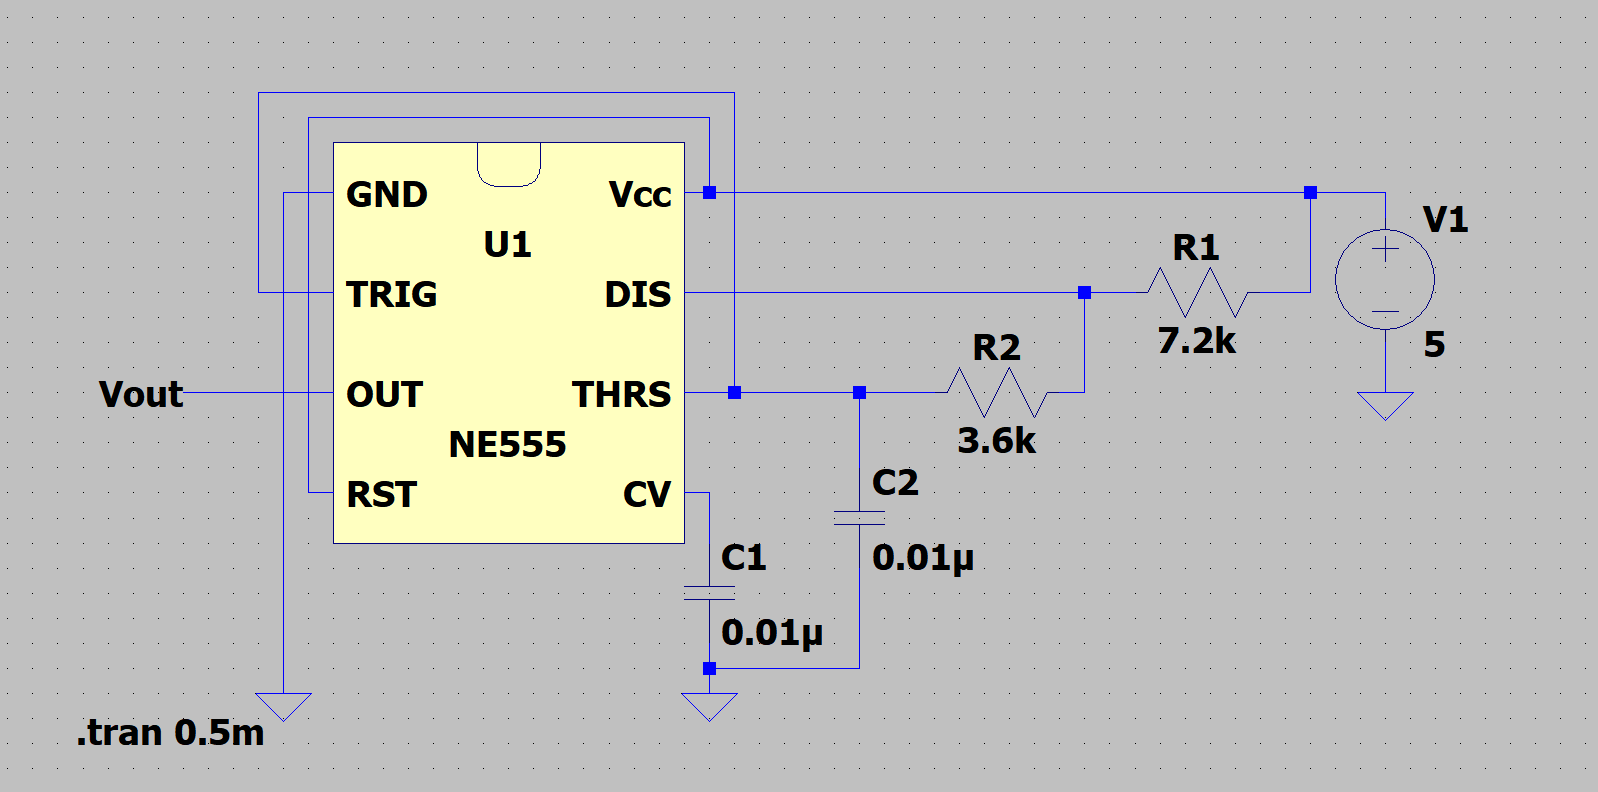 GND
Vcc
V1
U1
R1
TRIG
DIS
7.2k
5
R2
Vout
OUT
THRS
3.6k
NE555
RST
CV
C2
C1
0.01µ
0.01µ
.tran 0.5m